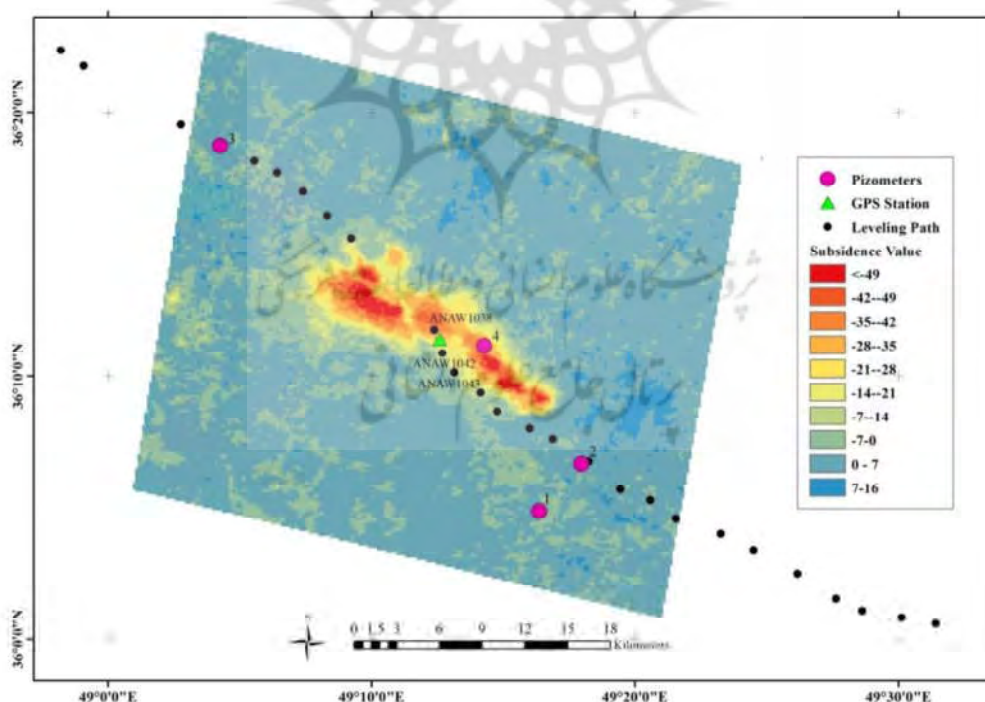 36°20'0"N
36°10'0"N
36°0'0"N
3
ANAW1038
4
ANAW1042
ANAW1043
2
1
Pizometers
GPS Station
Leveling Path
Subsidence Value
<-49
-42--49
-35--42
-28--35
-21--28
-14--21
-7--14
-7-0
0 - 7
7-16
0 1.5 3 6 9 12 15 18
Kilometers
49°0'0"E 49°10'0"E 49°20'0"E 49°30'0"E